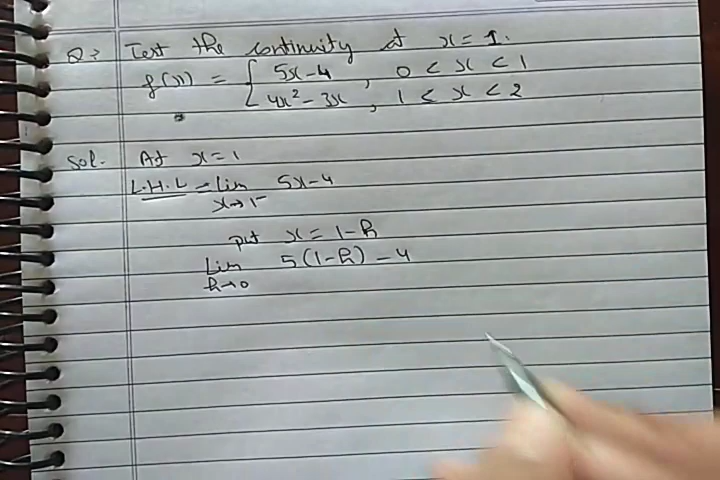 Q: Test the continuity at x = 1.
f(x) = { 5x-4 , 0 < x < 1
4x² - 3x , 1 < x < 2
Sol. At x = 1
L.H.L = lim 5x-4
x→1⁻
put x = 1-h
Lim 5(1-h) - 4
h→0